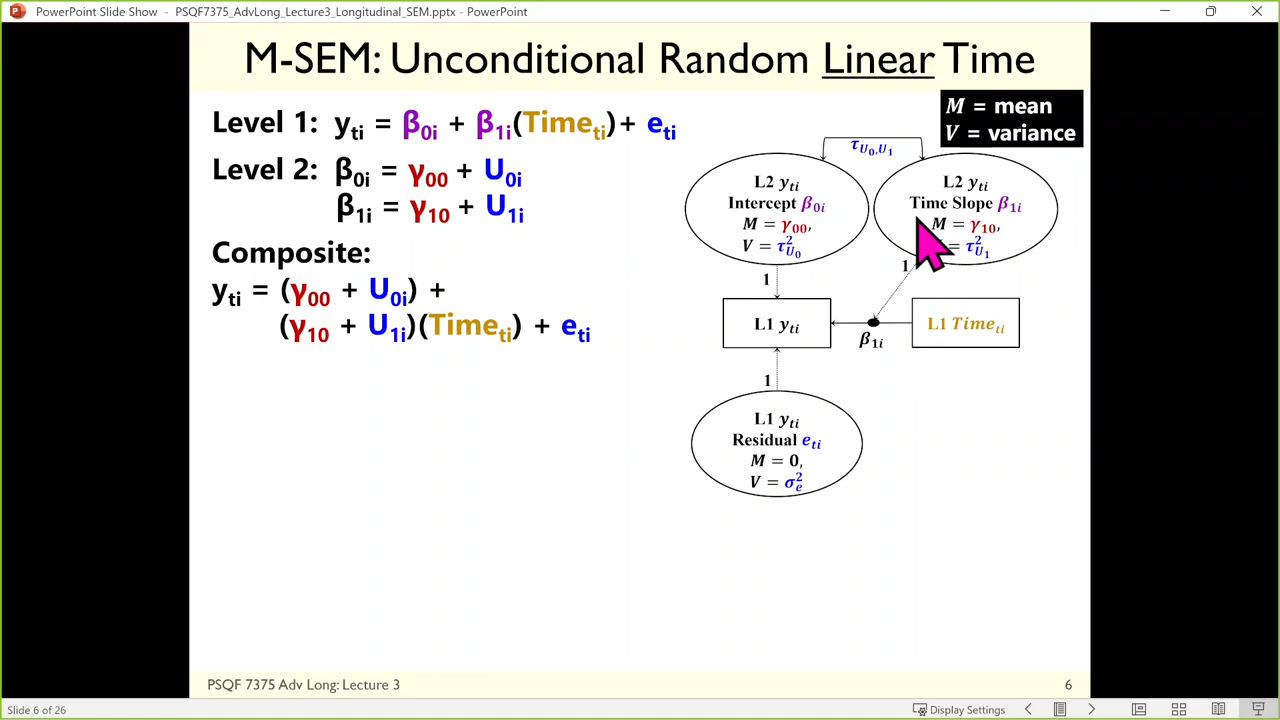 PowerPoint Slide Show - PSQF7375_AdvLong_Lecture3_Longitudinal_SEM.pptx - PowerPoint
M-SEM: Unconditional Random Linear Time
M = mean
V = variance
Level 1: yti = β0i + β1i(Timeti)+ eti
Level 2: β0i = γ00 + U0i
β1i = γ10 + U1i
Composite:
yti = (γ00 + U0i) +
(γ10 + U1i)(Timeti) + eti
τU0,U1
L2 yti
Intercept β0i
M = γ00,
V = τ²U0
L2 yti
Time Slope β1i
M = γ10,
= τ²U1
1
1
L1 yti
β1i
L1 Timeti
1
L1 yti
Residual eti
M = 0,
V = σ²e
PSQF 7375 Adv Long: Lecture 3
6
Slide 6 of 26
Display Settings